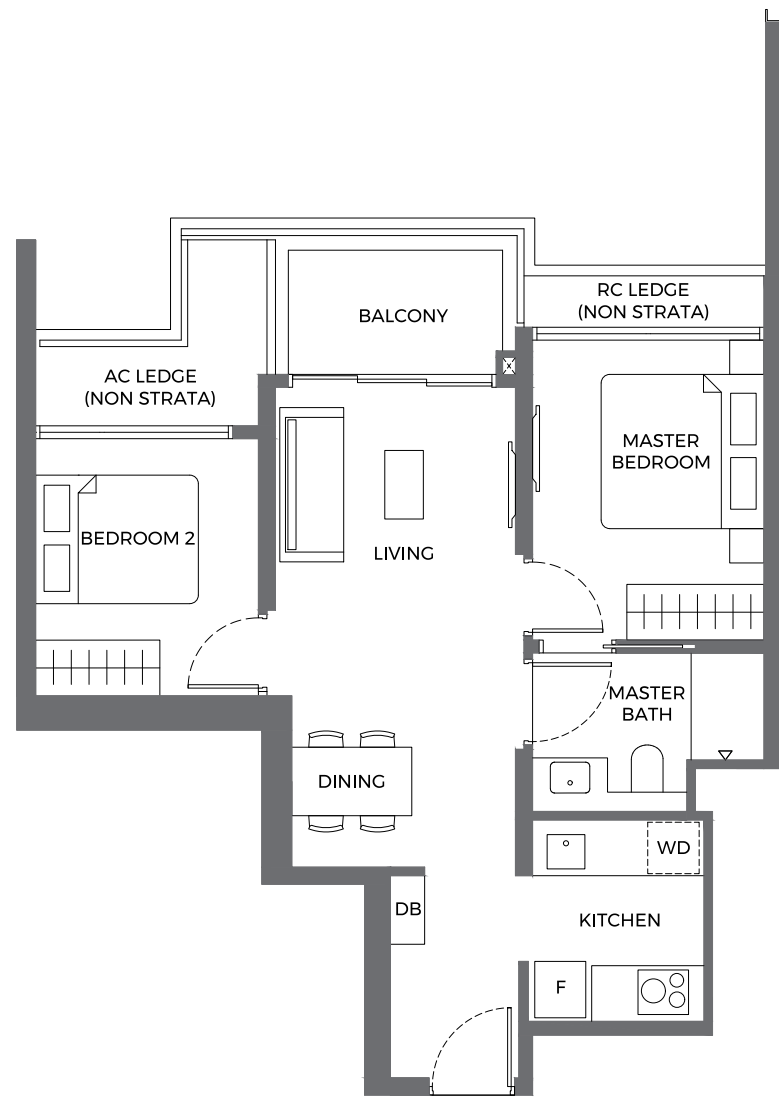 BALCONY
RC LEDGE
(NON STRATA)
AC LEDGE
(NON STRATA)
MASTER
BEDROOM
BEDROOM 2
LIVING
MASTER
BATH
DINING
WD
DB
KITCHEN
F